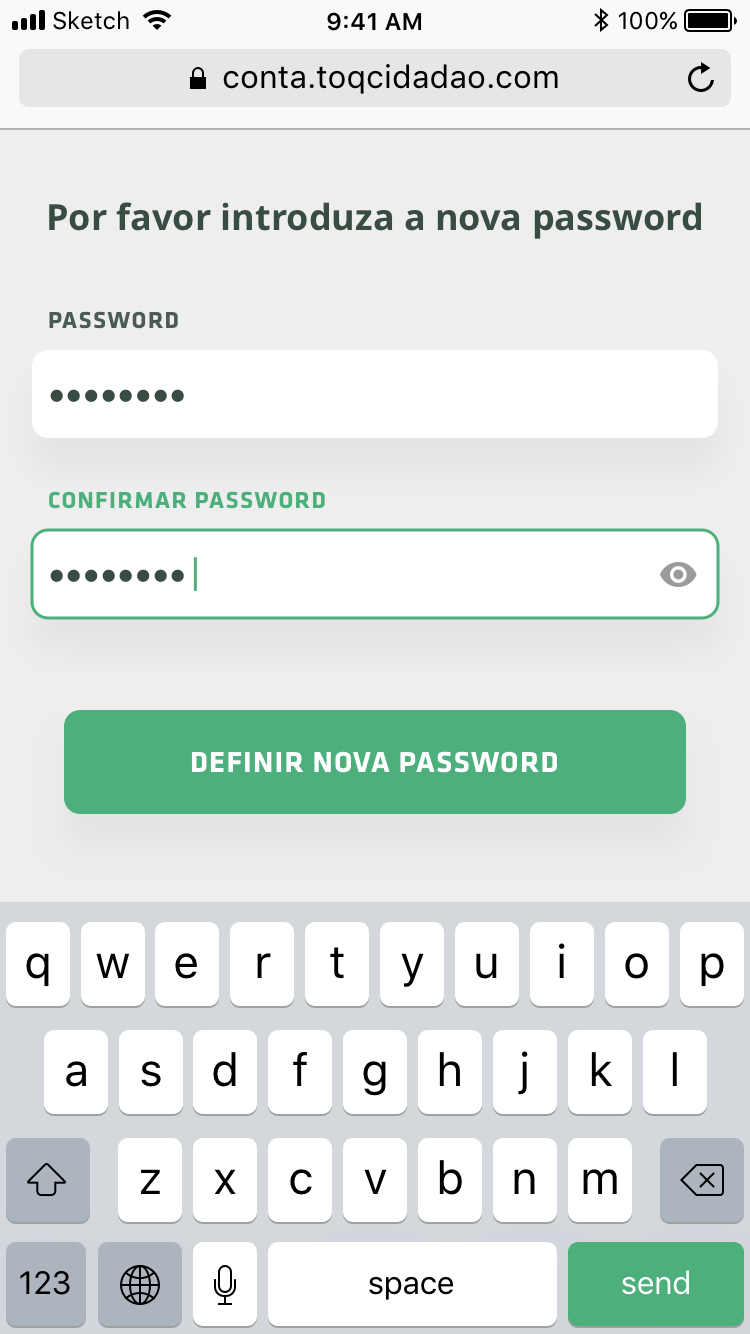 Sketch 9:41 AM 100%
conta.toqcidadao.com
Por favor introduza a nova password
PASSWORD
••••••••
CONFIRMAR PASSWORD
••••••••
DEFINIR NOVA PASSWORD
q w e r t y u i o p
a s d f g h j k l
z x c v b n m
123 space send